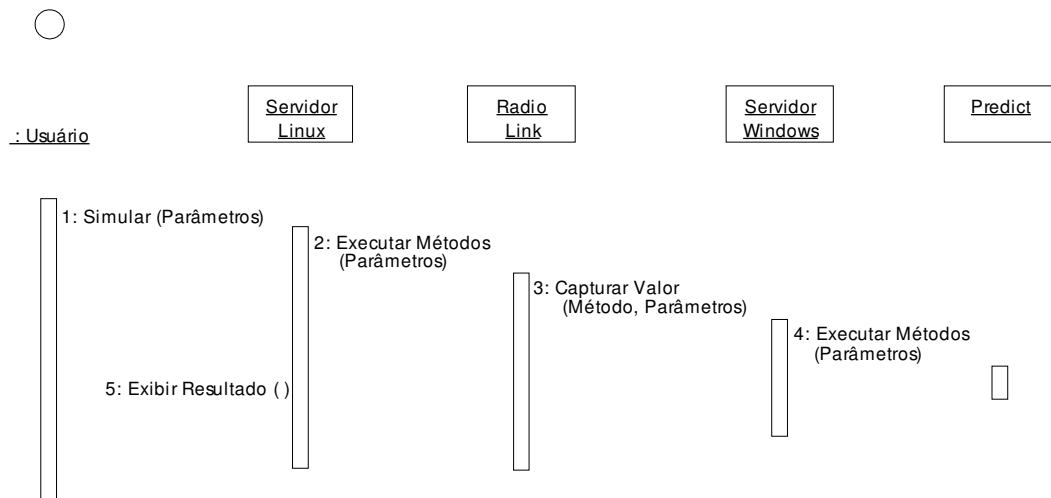 Servidor
Linux
Radio
Link
Servidor
Windows
Predict
: Usuário
1: Simular (Parâmetros)
2: Executar Métodos
(Parâmetros)
3: Capturar Valor
(Método, Parâmetros)
4: Executar Métodos
(Parâmetros)
5: Exibir Resultado ( )